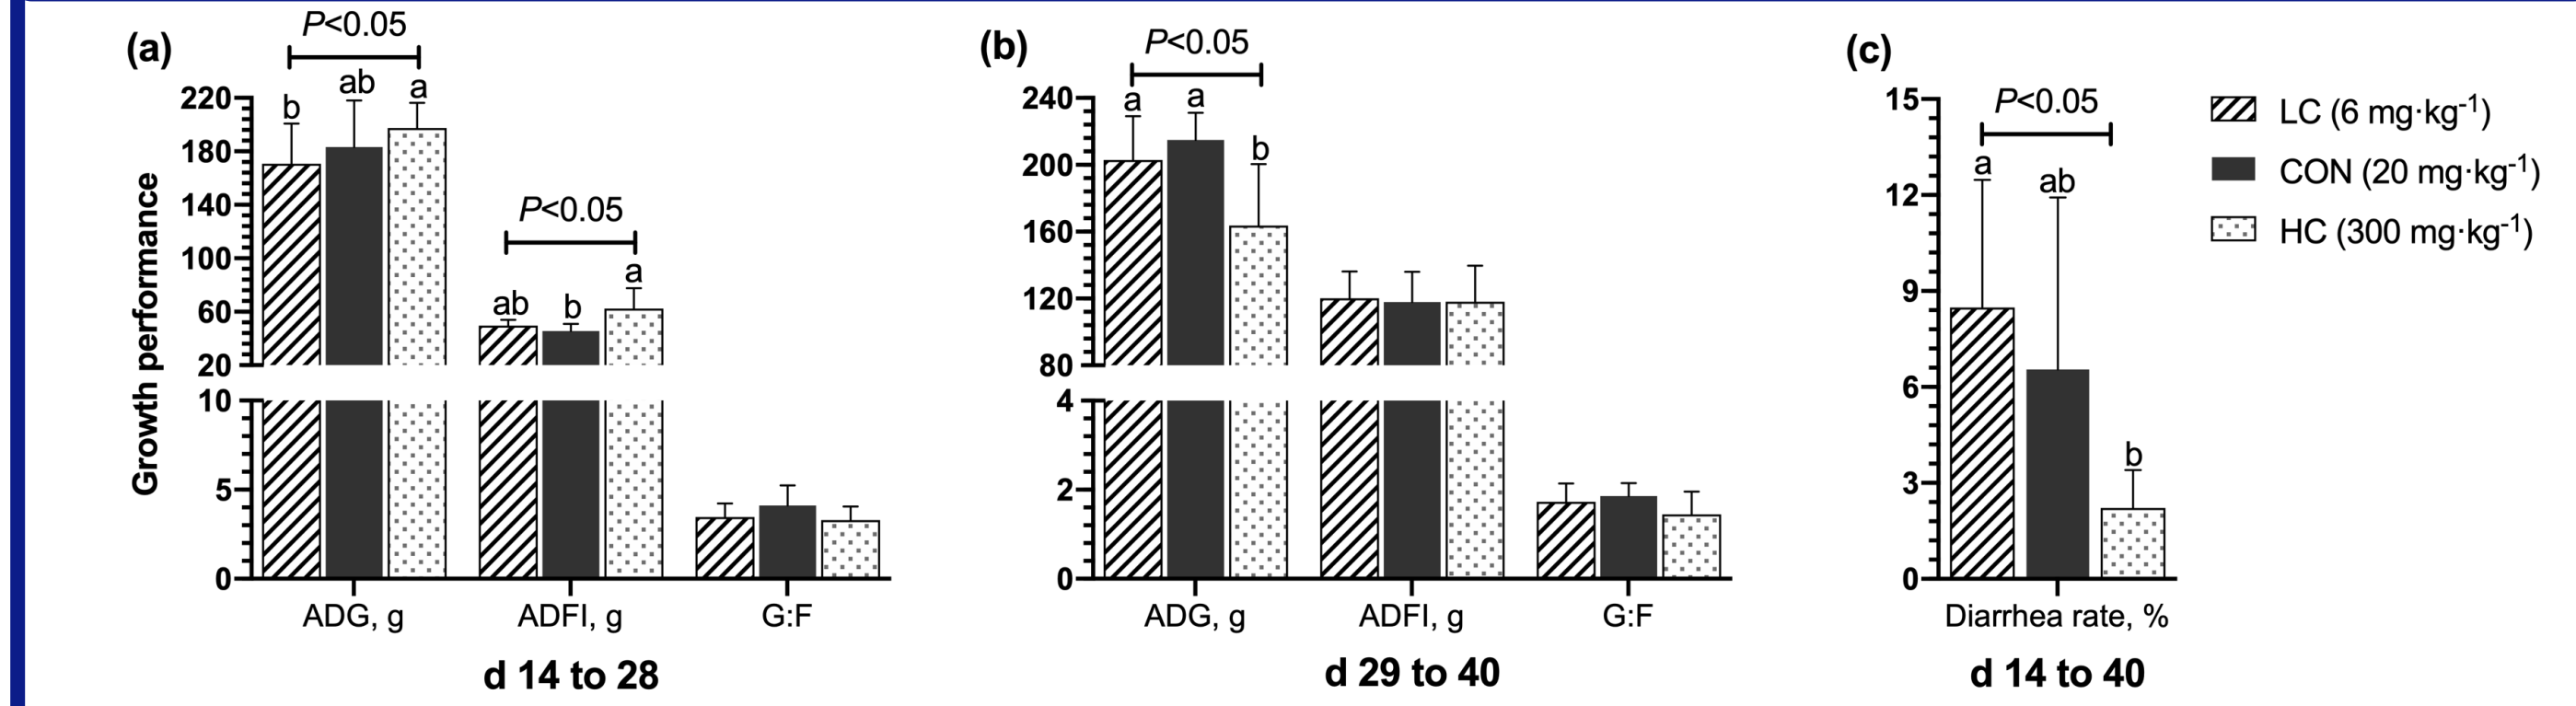 (a)
P<0.05
b
ab
a
P<0.05
ab
b
a
220
180
140
100
60
20
10
5
0
Growth performance
ADG, g
ADFI, g
G:F
d 14 to 28
(b)
P<0.05
a
a
b
240
200
160
120
80
4
2
0
ADG, g
ADFI, g
G:F
d 29 to 40
(c)
P<0.05
a
ab
b
15
12
9
6
3
0
Diarrhea rate, %
d 14 to 40
LC (6 mg·kg⁻¹)
CON (20 mg·kg⁻¹)
HC (300 mg·kg⁻¹)